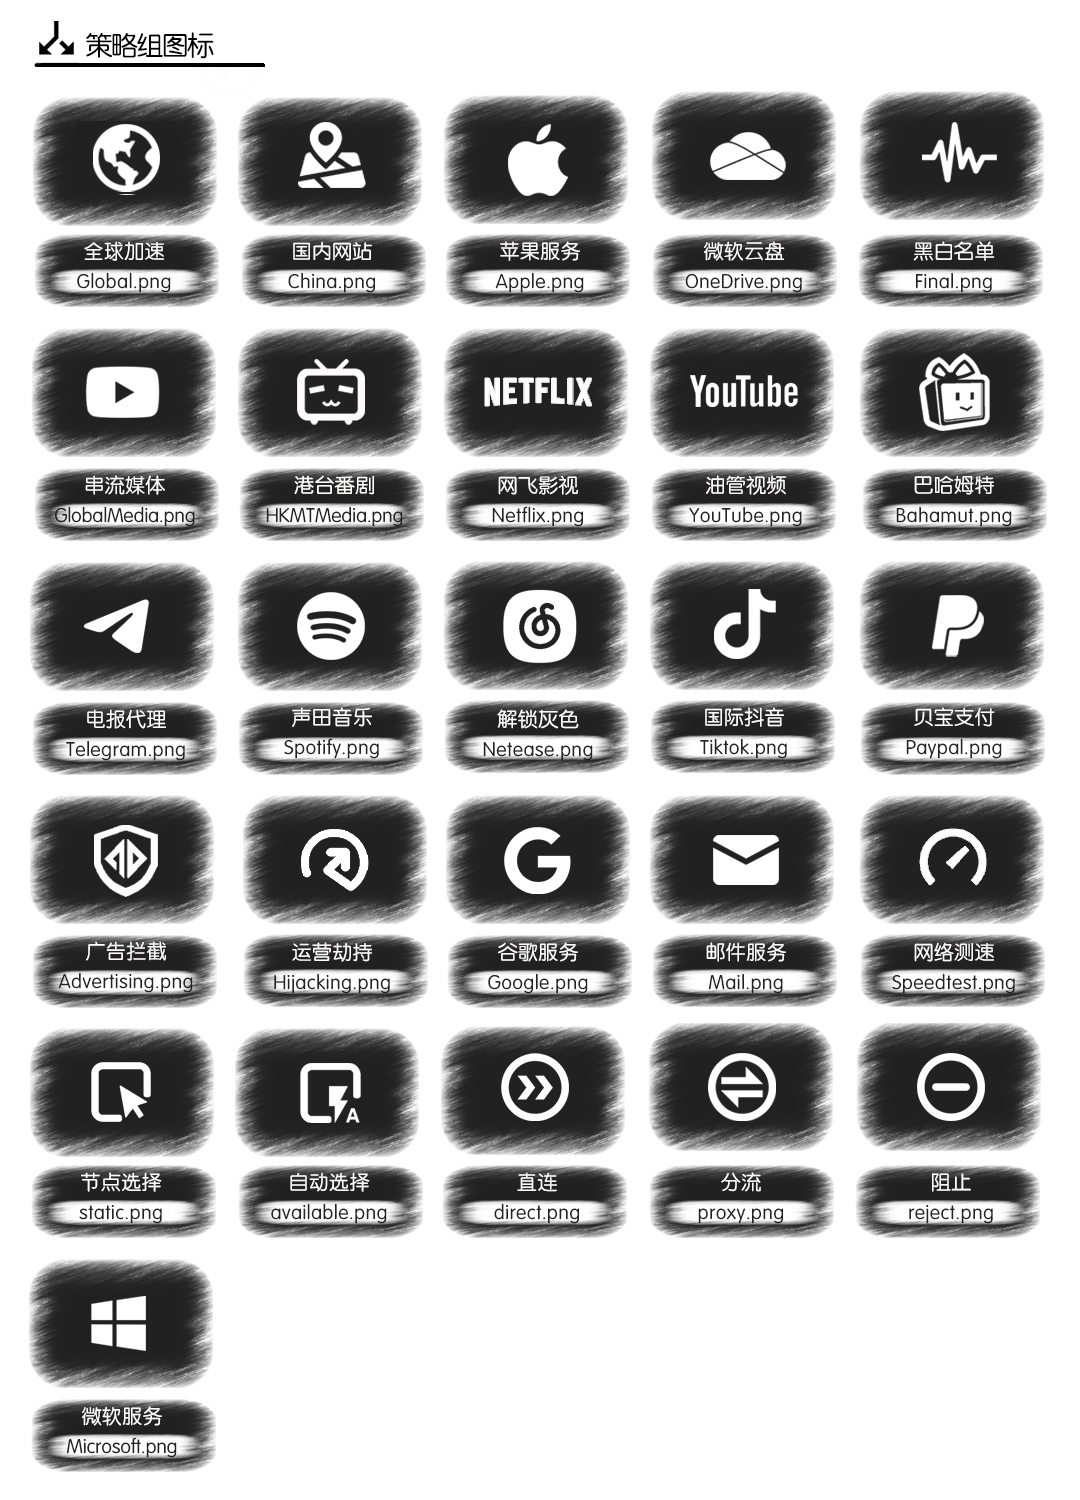 策略组图标
全球加速
Global.png
国内网站
China.png
苹果服务
Apple.png
微软云盘
OneDrive.png
黑白名单
Final.png
NETFLIX
YouTube
串流媒体
GlobalMedia.png
港台番剧
HKMTMedia.png
网飞影视
Netflix.png
油管视频
YouTube.png
巴哈姆特
Bahamut.png
电报代理
Telegram.png
声田音乐
Spotify.png
解锁灰色
Netease.png
国际抖音
Tiktok.png
贝宝支付
Paypal.png
广告拦截
Advertising.png
运营劫持
Hijacking.png
谷歌服务
Google.png
邮件服务
Mail.png
网络测速
Speedtest.png
A
节点选择
static.png
自动选择
available.png
直连
direct.png
分流
proxy.png
阻止
reject.png
微软服务
Microsoft.png